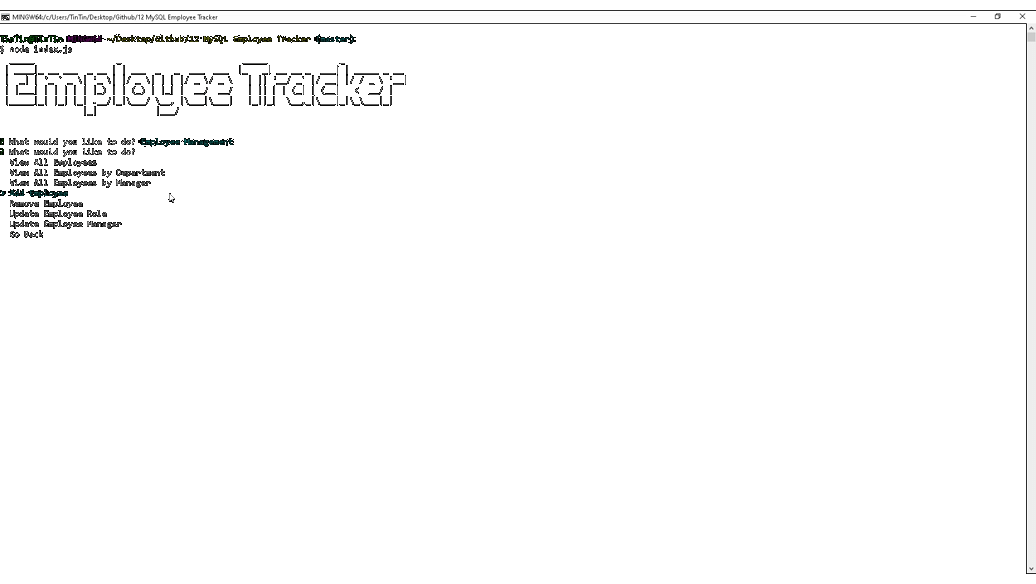 MINGW64:/c/Users/TinTin/Desktop/Github/12 MySQL Employee Tracker
~/Desktop/Github/12 MySQL Employee Tracker (master)
$ node index.js
Employee Tracker
? What would you like to do? Employee Management
? What would you like to do?
View All Employees
View All Employees by Department
View All Employees by Manager
> Add Employee
Remove Employee
Update Employee Role
Update Employee Manager
Go Back